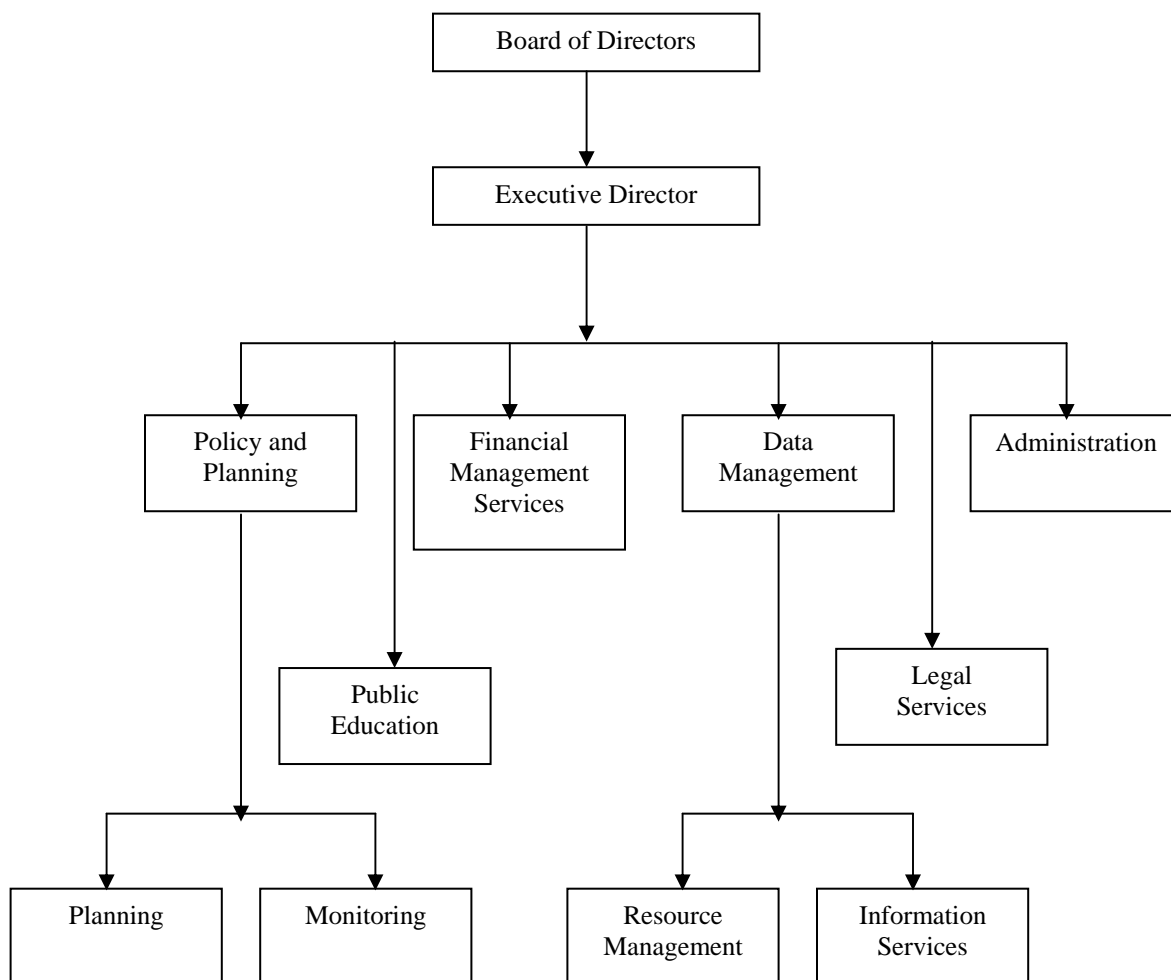 Board of Directors
Executive Director
Policy and
Planning
Financial
Management
Services
Data
Management
Administration
Public
Education
Legal
Services
Planning
Monitoring
Resource
Management
Information
Services